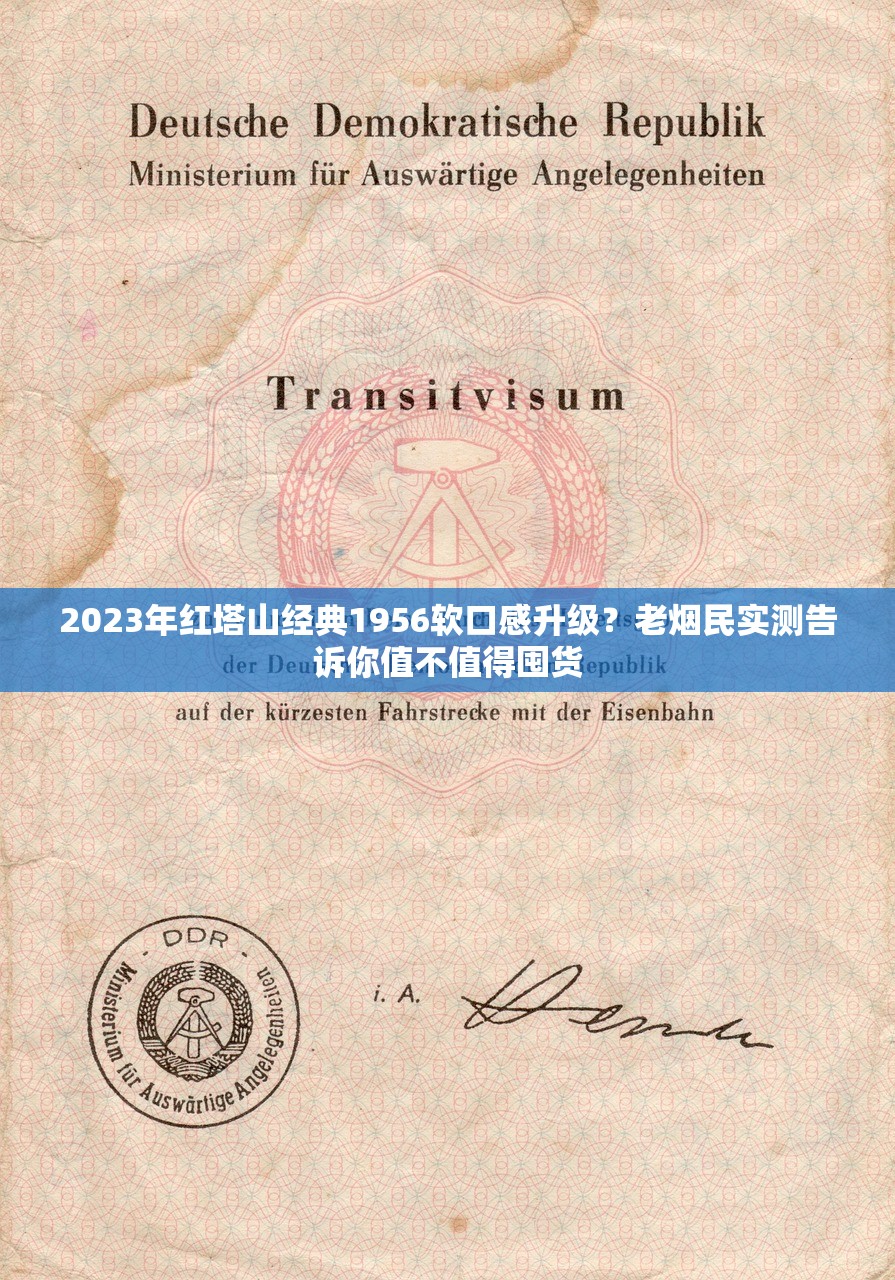 Deutsche Demokratische Republik
Ministerium für Auswärtige Angelegenheiten
Transitvisum
2023年红塔山经典1956软口感升级？老烟民实测告
诉你值不值得囤货
der Deu epublik
auf der kürzesten Fahrstrecke mit der Eisenbahn
- DDR -
Ministerium für Auswärtige Angelegenheiten
i. A.